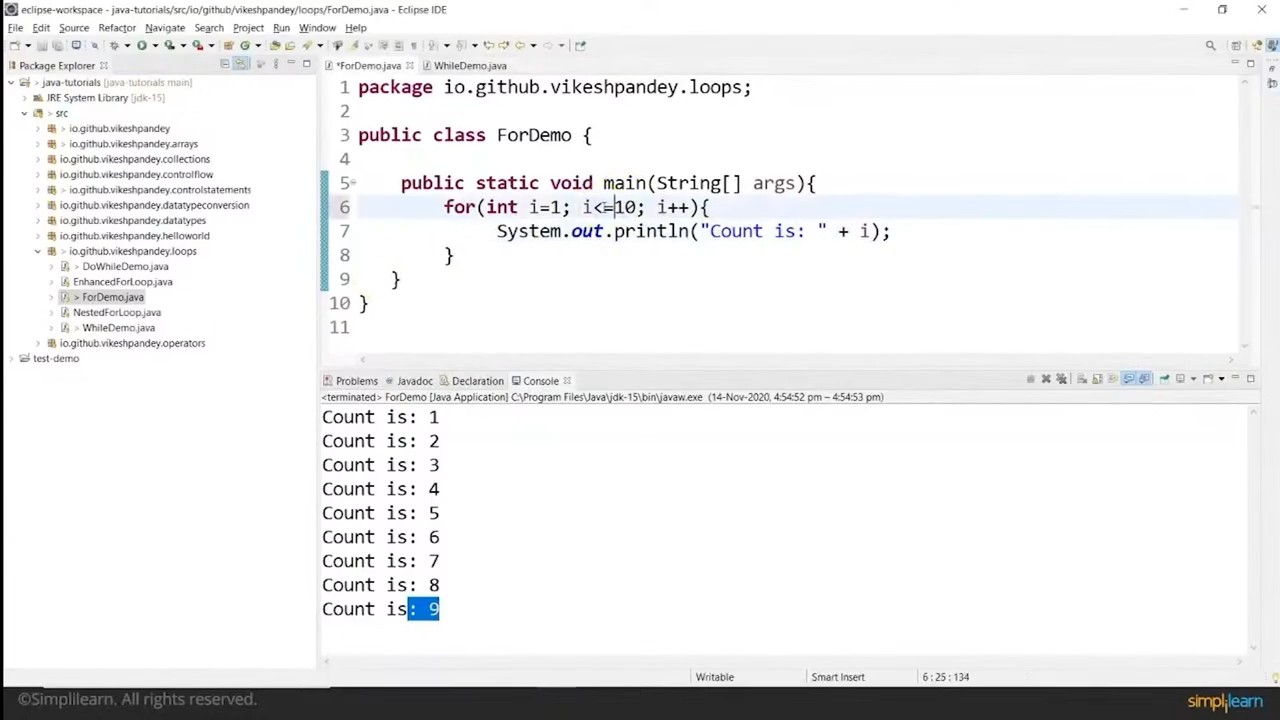 eclipse-workspace - java-tutorials/src/io/github/vikeshpandey/loops/ForDemo.java - Eclipse IDE
File Edit Source Refactor Navigate Search Project Run Window Help
Package Explorer
*ForDemo.java
WhileDemo.java
java-tutorials [java-tutorials main]
JRE System Library [jdk-15]
src
io.github.vikeshpandey
io.github.vikeshpandey.arrays
io.github.vikeshpandey.collections
io.github.vikeshpandey.controlflow
io.github.vikeshpandey.controlstatements
io.github.vikeshpandey.datatypeconversion
io.github.vikeshpandey.datatypes
io.github.vikeshpandey.helloworld
io.github.vikeshpandey.loops
> DoWhileDemo.java
EnhancedForLoop.java
> ForDemo.java
NestedForLoop.java
> WhileDemo.java
io.github.vikeshpandey.operators
test-demo
1 package io.github.vikeshpandey.loops;
2
3 public class ForDemo {
4
5 public static void main(String[] args){
6 for(int i=1; i<=10; i++){
7 System.out.println("Count is: " + i);
8 }
9 }
10 }
11
Problems Javadoc Declaration Console
<terminated> ForDemo [Java Application] C:\Program Files\Java\jdk-15\bin\javaw.exe (14-Nov-2020, 4:54:52 pm – 4:54:53 pm)
Count is: 1
Count is: 2
Count is: 3
Count is: 4
Count is: 5
Count is: 6
Count is: 7
Count is: 8
Count is: 9
Writable Smart Insert 6 : 25 : 134
©Simplilearn. All rights reserved.
simplilearn